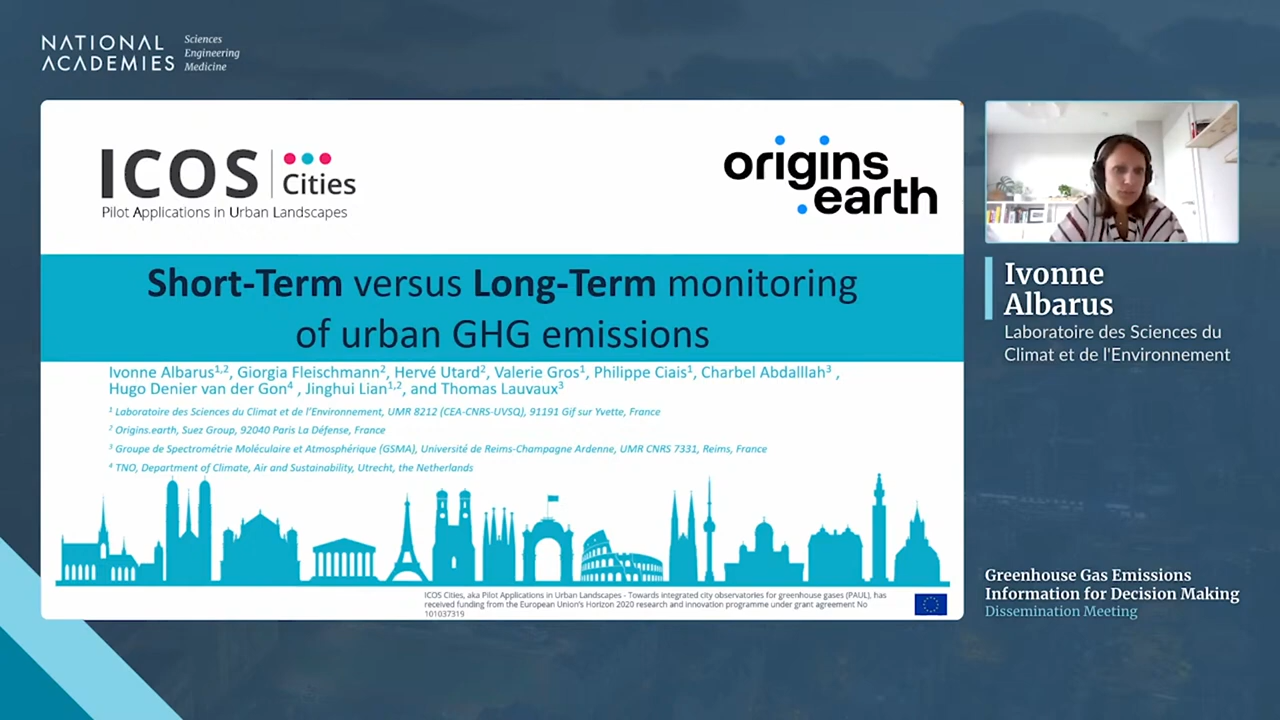 NATIONAL
ACADEMIES
Sciences
Engineering
Medicine
ICOS
Cities
Pilot Applications in Urban Landscapes
origins
.earth
Short-Term versus Long-Term monitoring
of urban GHG emissions
Ivonne Albarus¹,², Giorgia Fleischmann², Hervé Utard², Valerie Gros¹, Philippe Ciais¹, Charbel Abdalllah³ ,
Hugo Denier van der Gon⁴ , Jinghui Lian¹,², and Thomas Lauvaux³
¹ Laboratoire des Sciences du Climat et de l'Environnement, UMR 8212 (CEA-CNRS-UVSQ), 91191 Gif sur Yvette, France
² Origins.earth, Suez Group, 92040 Paris La Défense, France
³ Groupe de Spectrométrie Moléculaire et Atmosphérique (GSMA), Université de Reims-Champagne Ardenne, UMR CNRS 7331, Reims, France
⁴ TNO, Department of Climate, Air and Sustainability, Utrecht, the Netherlands
ICOS Cities, aka Pilot Applications in Urban Landscapes - Towards integrated city observatories for greenhouse gases (PAUL), has
received funding from the European Union's Horizon 2020 research and innovation programme under grant agreement No
101037319
Ivonne
Albarus
Laboratoire des Sciences du
Climat et de l'Environnement
Greenhouse Gas Emissions
Information for Decision Making
Dissemination Meeting